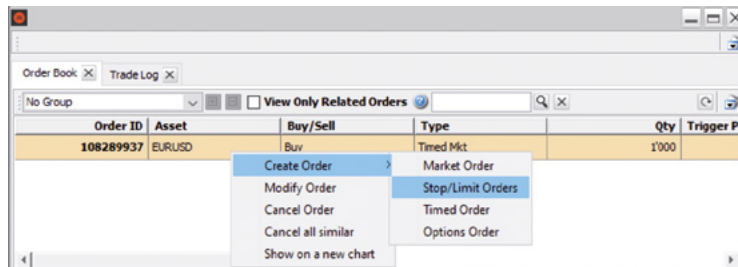 Order Book Trade Log
No Group View Only Related Orders
Order ID Asset Buy/Sell Type Qty Trigger P
108289937 EURUSD Buy Timed Mkt 1'000
Create Order Market Order
Modify Order Stop/Limit Orders
Cancel Order Timed Order
Cancel all similar Options Order
Show on a new chart